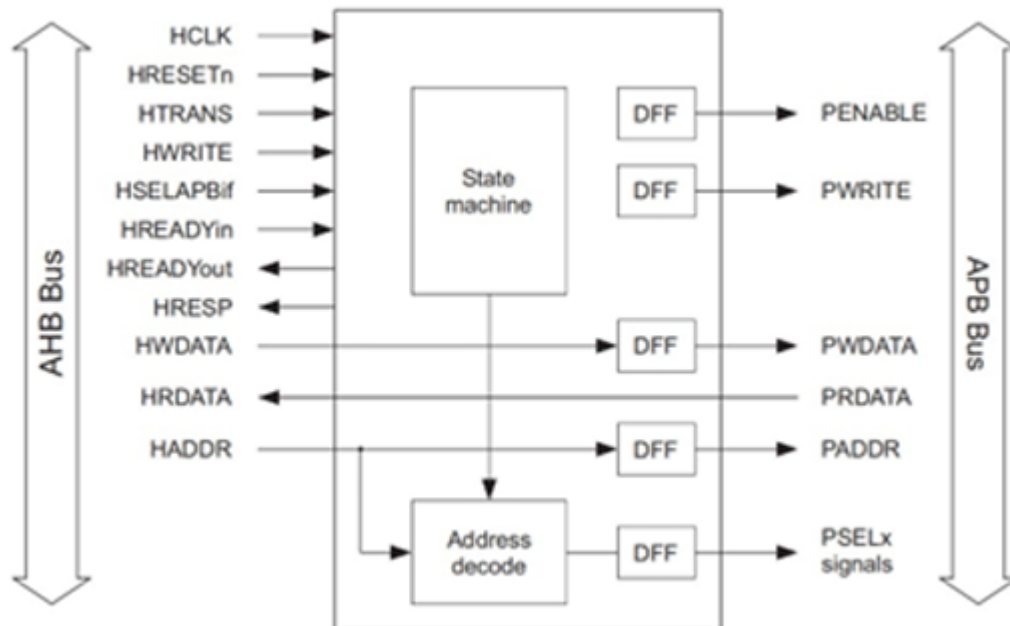 AHB Bus
HCLK
HRESETn
HTRANS
HWRITE
HSELAPBif
HREADYin
HREADYout
HRESP
HWDATA
HRDATA
HADDR
State
machine
Address
decode
DFF
DFF
DFF
DFF
DFF
PENABLE
PWRITE
PWDATA
PRDATA
PADDR
PSELx
signals
APB Bus